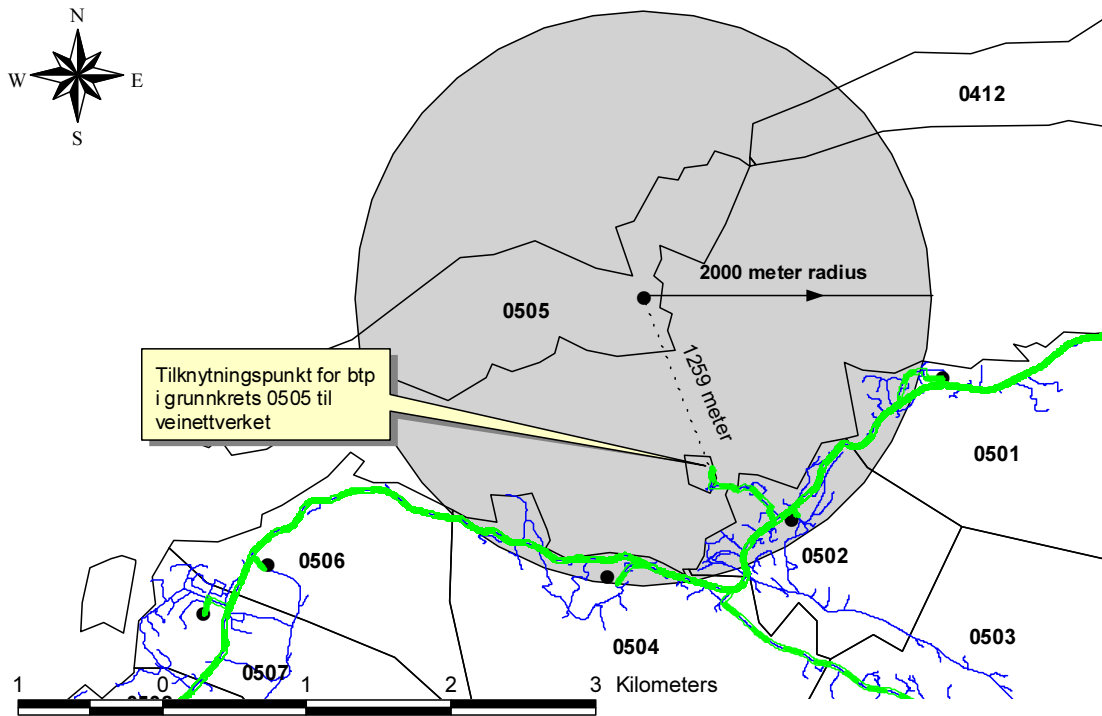 N
W E
S
0412
2000 meter radius
0505
1259 meter
Tilknytningspunkt for btp
i grunnkrets 0505 til
veinettverket
0501
0502
0506
0503
0504
0507
1 0 1 2 3 Kilometers